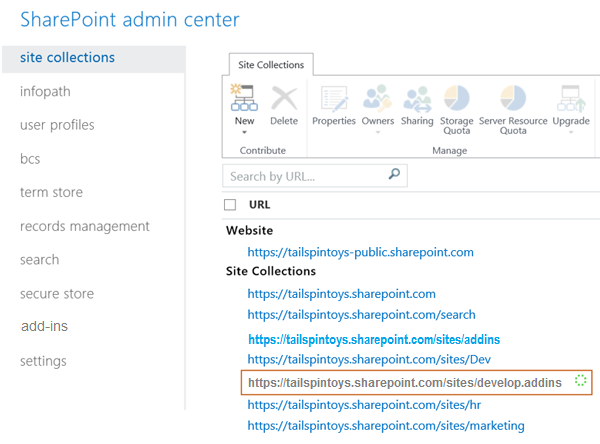 SharePoint admin center
site collections
infopath
user profiles
bcs
term store
records management
search
secure store
add-ins
settings
Site Collections
New
Delete
Properties
Owners
Sharing
Storage
Quota
Server Resource
Quota
Upgrade
Contribute
Manage
Search by URL...
URL
Website
https://tailspintoys-public.sharepoint.com
Site Collections
https://tailspintoys.sharepoint.com
https://tailspintoys.sharepoint.com/search
https://tailspintoys.sharepoint.com/sites/addins
https://tailspintoys.sharepoint.com/sites/Dev
https://tailspintoys.sharepoint.com/sites/develop.addins
https://tailspintoys.sharepoint.com/sites/hr
https://tailspintoys.sharepoint.com/sites/marketing